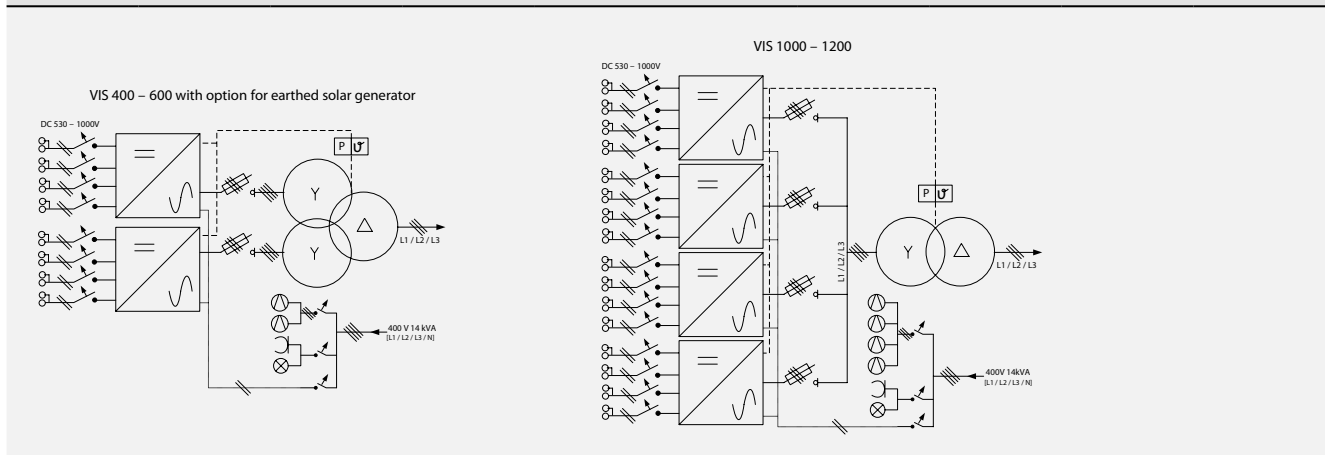 VIS 400 – 600 with option for earthed solar generator
DC 530 – 1000V
P ϑ
Y
Y
△
L1 / L2 / L3
400 V 14 kVA
[L1 / L2 / L3 / N]
VIS 1000 – 1200
DC 530 – 1000V
P ϑ
L1 / L2 / L3
Y
△
L1 / L2 / L3
400V 14kVA
[L1 / L2 / L3 / N]